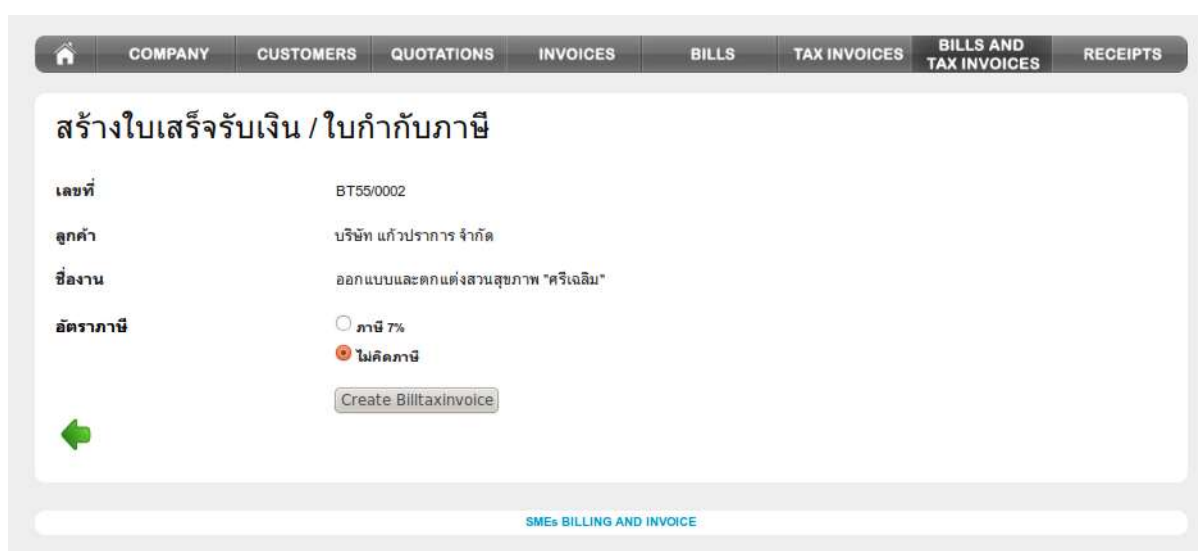 COMPANY CUSTOMERS QUOTATIONS INVOICES BILLS TAX INVOICES BILLS AND TAX INVOICES RECEIPTS
สร้างใบเสร็จรับเงิน / ใบกำกับภาษี
เลขที่ BT55/0002
ลูกค้า บริษัท แก้วปราการ จำกัด
ชื่องาน ออกแบบและตกแต่งสวนสุขภาพ "ศรีเฉลิม"
อัตราภาษี ภาษี 7%
ไม่คิดภาษี
Create Billtaxinvoice
SMEs BILLING AND INVOICE